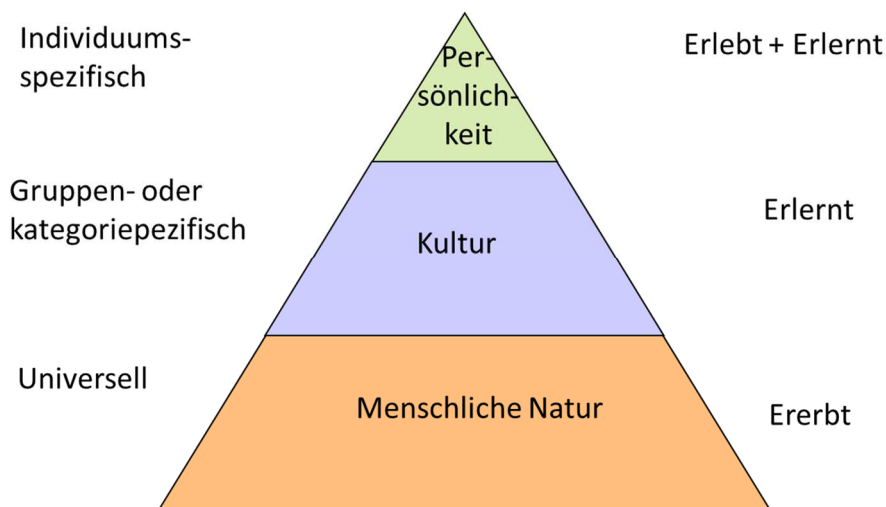 Individuums-
spezifisch
Per-
sönlich-
keit
Erlebt + Erlernt
Gruppen- oder
kategoriepezifisch
Kultur
Erlernt
Universell
Menschliche Natur
Ererbt